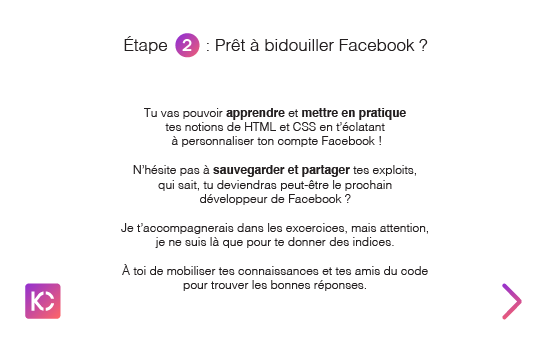 Étape 2 : Prêt à bidouiller Facebook ?
Tu vas pouvoir apprendre et mettre en pratique
tes notions de HTML et CSS en t'éclatant
à personnaliser ton compte Facebook !
N'hésite pas à sauvegarder et partager tes exploits,
qui sait, tu deviendras peut-être le prochain
développeur de Facebook ?
Je t'accompagnerais dans les excercices, mais attention,
je ne suis là que pour te donner des indices.
À toi de mobiliser tes connaissances et tes amis du code
pour trouver les bonnes réponses.